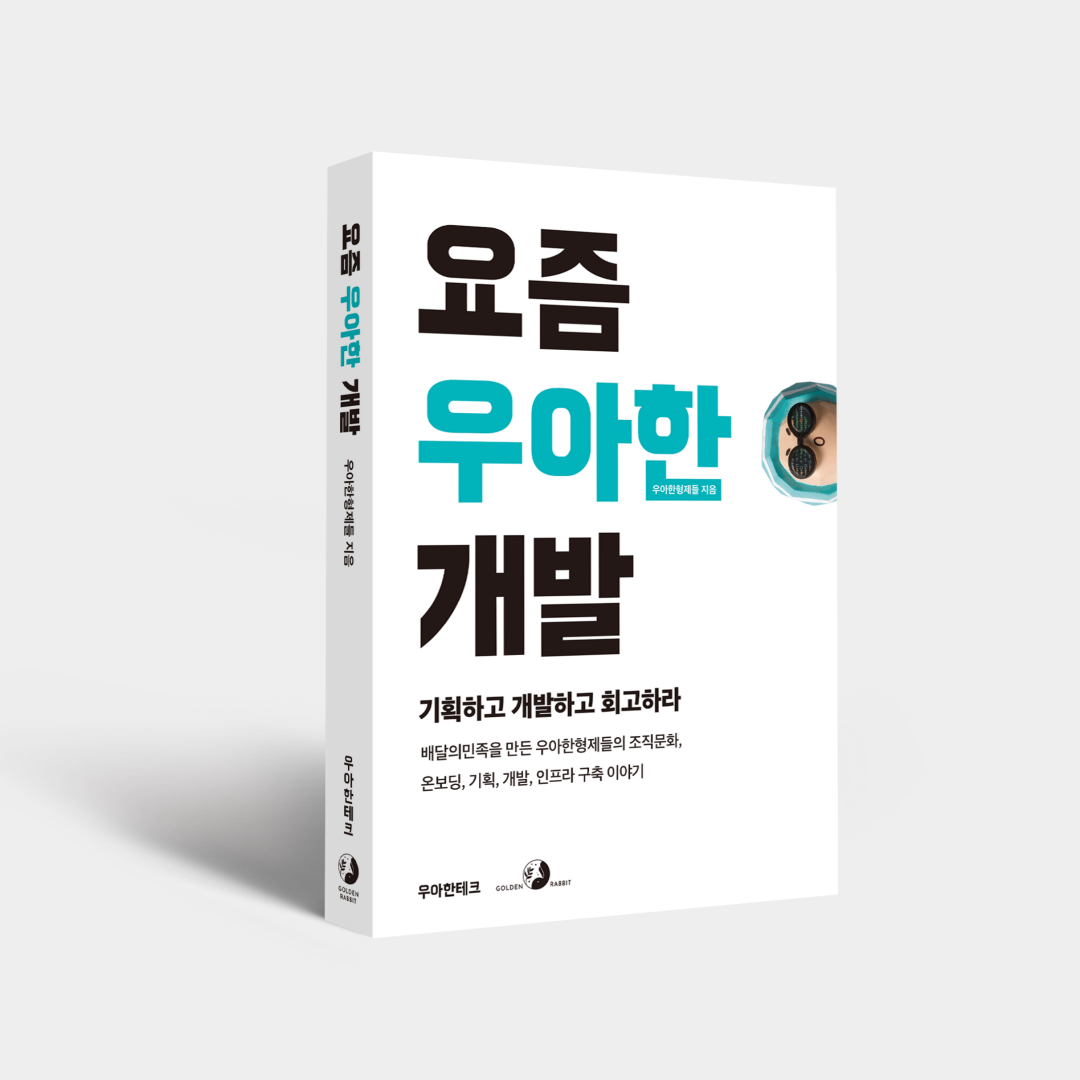 요즘 우아한 개발
우아한형제들 지음
우아한테크
GOLDEN
RABBIT
요즘
우아한
우아한형제들 지음
개발
기획하고 개발하고 회고하라
배달의민족을 만든 우아한형제들의 조직문화,
온보딩, 기획, 개발, 인프라 구축 이야기
우아한테크
GOLDEN RABBIT